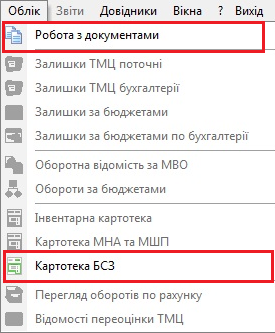 Облік Звіти Довідники Вікна ? Вихід
Робота з документами
Залишки ТМЦ поточні
Залишки ТМЦ бухгалтерії
Залишки за бюджетами
Залишки за бюджетами по бухгалтерії
Оборотна відомість за МВО
Обороти за бюджетами
Інвентарна картотека
Картотека МНА та МШП
Картотека БСЗ
Перегляд оборотів по рахунку
Відомості переоцінки ТМЦ